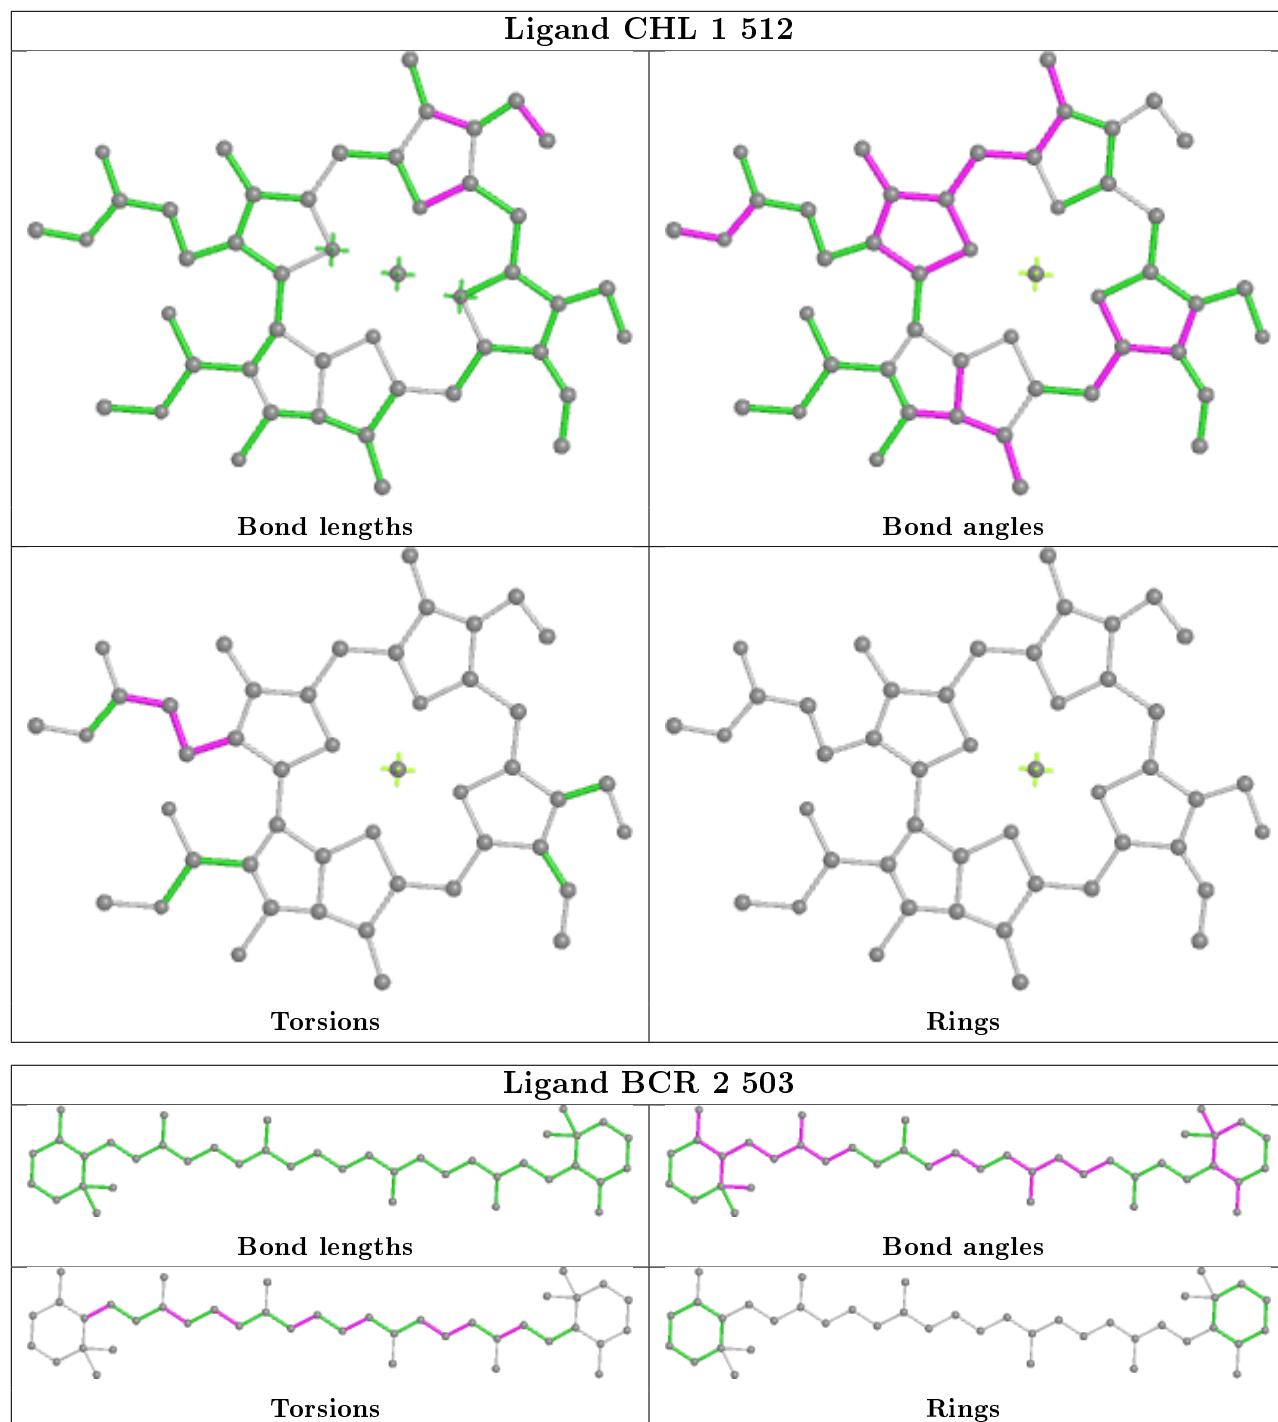 Ligand CHL 1 512
Bond lengths
Bond angles
Torsions
Rings
Ligand BCR 2 503
Bond lengths
Bond angles
Torsions
Rings